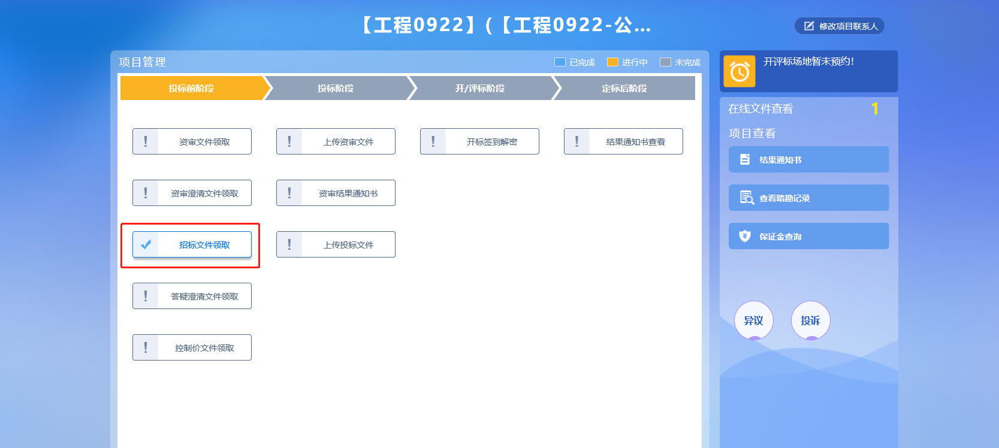 【工程0922】(【工程0922-公...
修改项目联系人
项目管理
已完成
进行中
未完成
投标前阶段
投标阶段
开/评标阶段
定标后阶段
资审文件领取
上传资审文件
开标签到解密
结果通知书查看
资审澄清文件领取
资审结果通知书
招标文件领取
上传投标文件
答疑澄清文件领取
控制价文件领取
开评标场地暂未预约!
在线文件查看 1
项目查看
结果通知书
查看踏勘记录
保证金查询
异议
投诉